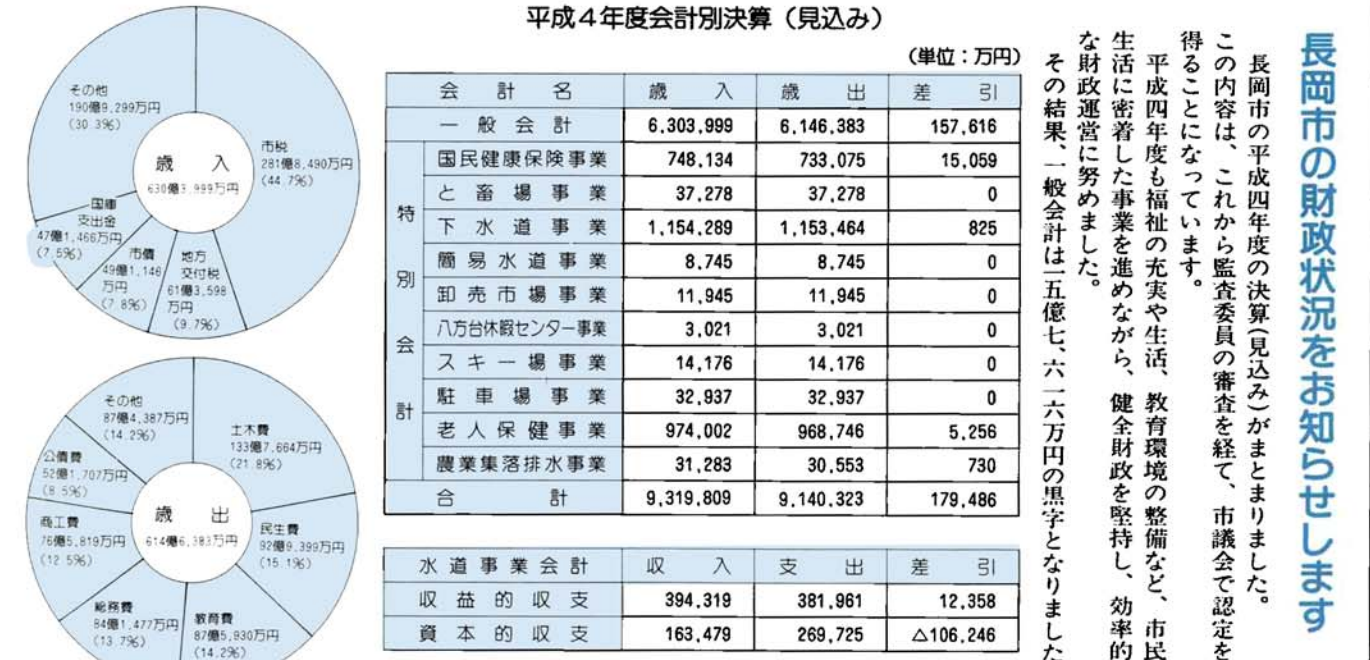 長岡市の財政状況をお知らせします
長岡市の平成四年度の決算(見込み)がまとまりました。
この内容は、これから監査委員の審査を経て、市議会で認定を
得ることになっています。
平成四年度も福祉の充実や生活、教育環境の整備など、市民
生活に密着した事業を進めながら、健全財政を堅持し、効率的
な財政運営に努めました。
その結果、一般会計は一五億七、六一六万円の黒字となりました
平成4年度会計別決算(見込み)
(単位:万円)
会計名 歳入 歳出 差引
一般会計 6,303,999 6,146,383 157,616
特別会計
国民健康保険事業 748,134 733,075 15,059
と畜場事業 37,278 37,278 0
下水道事業 1,154,289 1,153,464 825
簡易水道事業 8,745 8,745 0
卸売市場事業 11,945 11,945 0
八方台休暇センター事業 3,021 3,021 0
スキー場事業 14,176 14,176 0
駐車場事業 32,937 32,937 0
老人保健事業 974,002 968,746 5,256
農業集落排水事業 31,283 30,553 730
合計 9,319,809 9,140,323 179,486
水道事業会計 収入 支出 差引
収益的収支 394,319 381,961 12,358
資本的収支 163,479 269,725 △106,246
歳入
630億3,999万円
市税
281億8,490万円
(44.7%)
地方
交付税
61億3,598
万円
(9.7%)
市債
49億1,146
万円
(7.8%)
国庫
支出金
47億1,466万円
(7.5%)
その他
190億9,299万円
(30.3%)
歳出
614億6,383万円
土木費
133億7,664万円
(21.8%)
民生費
92億9,399万円
(15.1%)
教育費
87億5,930万円
(14.2%)
総務費
84億1,477万円
(13.7%)
商工費
76億5,819万円
(12.5%)
公債費
52億1,707万円
(8.5%)
その他
87億4,387万円
(14.2%)